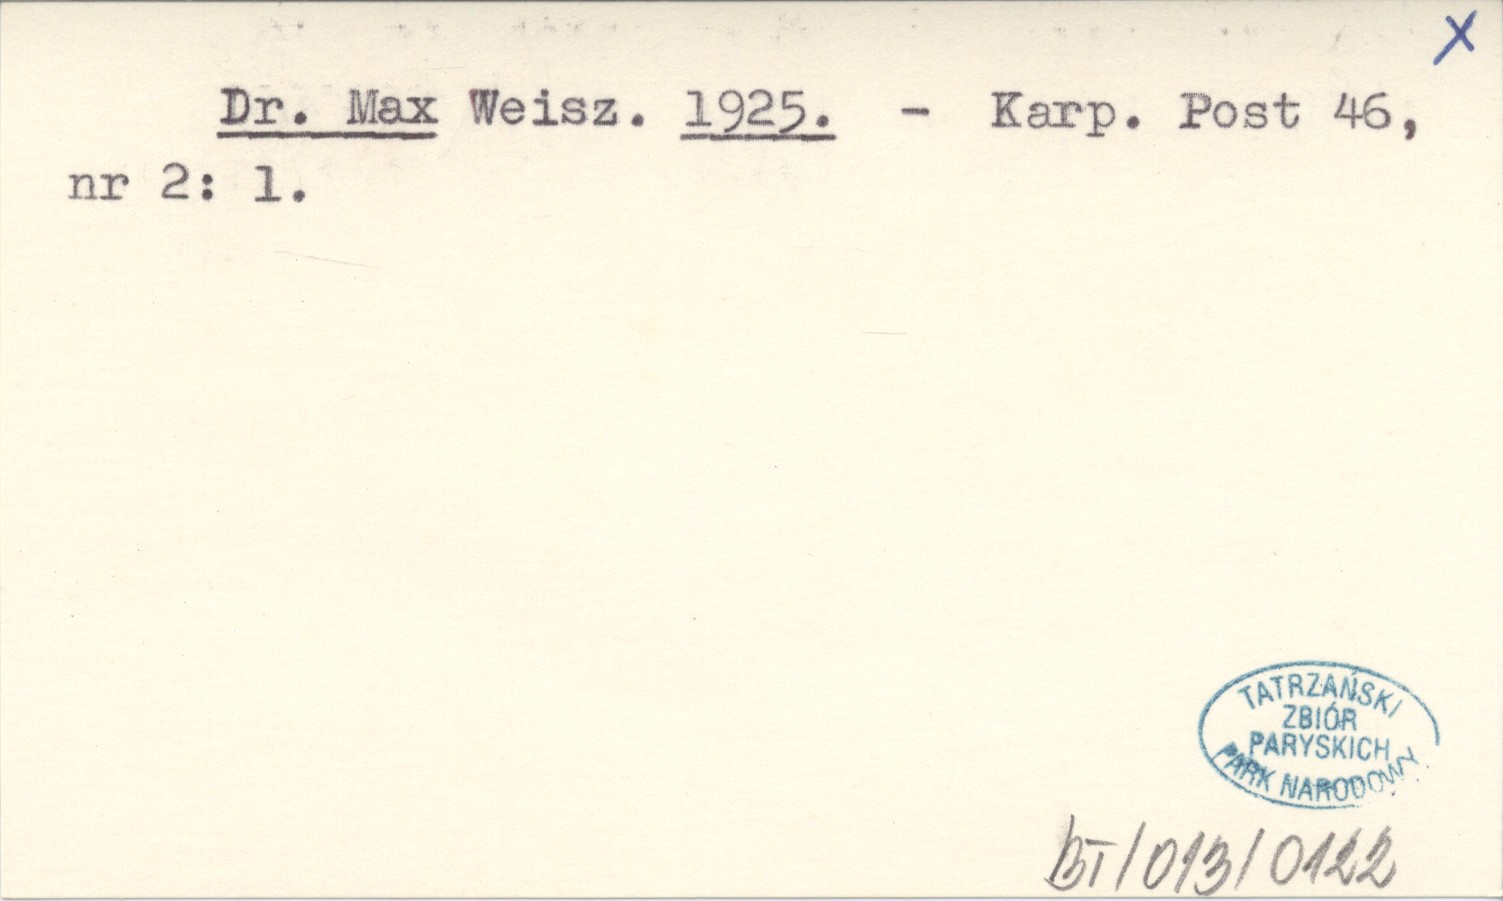 X
Dr. Max Weisz. 1925. - Karp. Post 46,
nr 2: 1.
TATRZAŃSKI
ZBIÓR
PARYSKICH
PARK NARODOWY
BT/013/0122